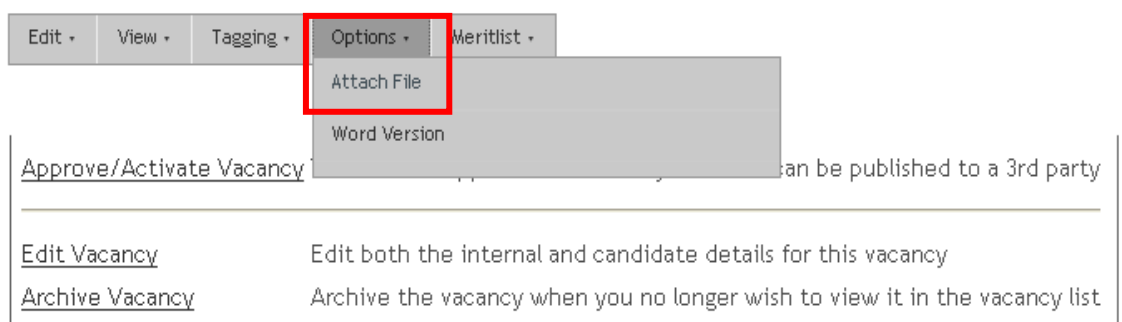 Edit View Tagging Options Meritlist
Attach File
Word Version
Approve/Activate Vacancy can be published to a 3rd party
Edit Vacancy Edit both the internal and candidate details for this vacancy
Archive Vacancy Archive the vacancy when you no longer wish to view it in the vacancy list